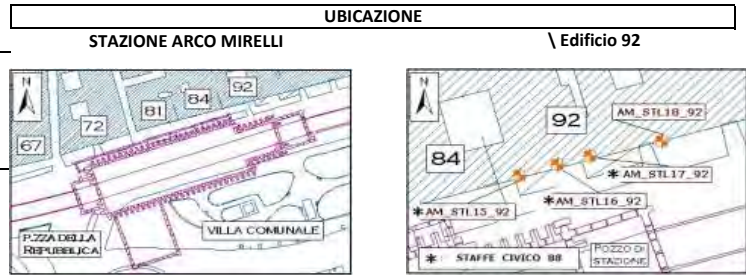 UBICAZIONE
STAZIONE ARCO MIRELLI
\ Edificio 92
N
67
72
81
84
92
P.ZZA DELLA
REPUBBLICA
VILLA COMUNALE
N
84
92
AM_STL18_92
* AM_STL17_92
* AM_STL16_92
* AM_STL15_92
* STAFFE CIVICO 88
POZZO DI
STAZIONE